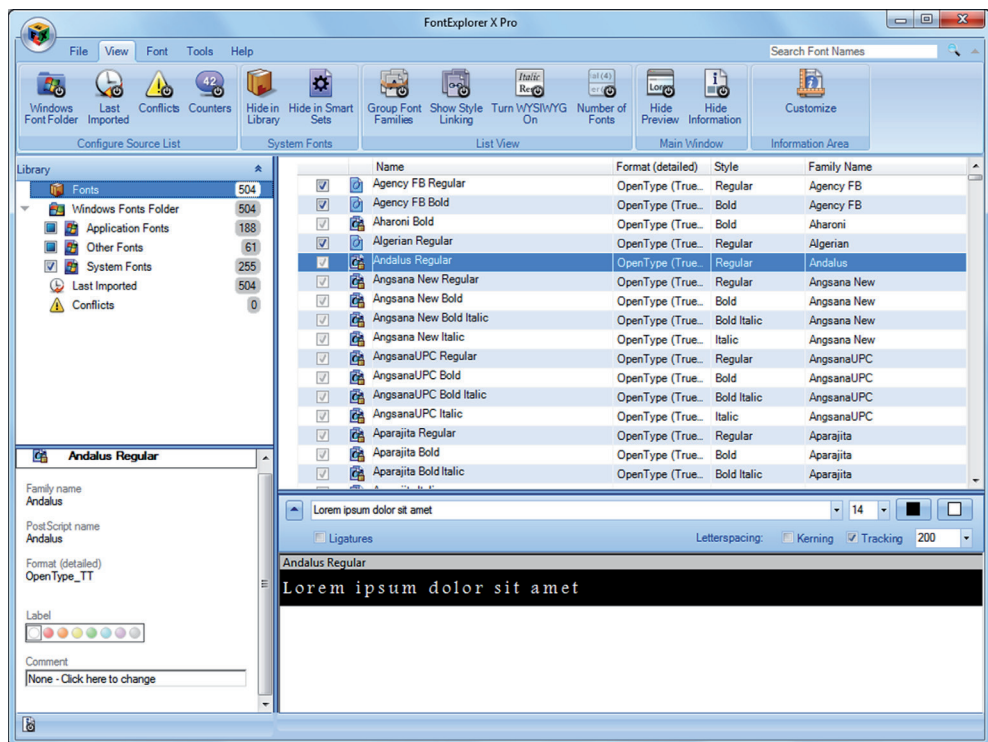 FontExplorer X Pro
File View Font Tools Help Search Font Names
42 Italic Re of (4) er Lor i
Windows Font Folder Last Imported Conflicts Counters Hide in Library Hide in Smart Sets Group Font Families Show Style Linking Turn WYSIWYG On Number of Fonts Hide Preview Hide Information Customize
Configure Source List System Fonts List View Main Window Information Area
Library
Fonts 504
Windows Fonts Folder 504
Application Fonts 188
Other Fonts 61
System Fonts 255
Last Imported 504
Conflicts 0
Name Format (detailed) Style Family Name
Agency FB Regular OpenType (True... Regular Agency FB
Agency FB Bold OpenType (True... Bold Agency FB
Aharoni Bold OpenType (True... Bold Aharoni
Algerian Regular OpenType (True... Regular Algerian
Andalus Regular OpenType (True... Regular Andalus
Angsana New Regular OpenType (True... Regular Angsana New
Angsana New Bold OpenType (True... Bold Angsana New
Angsana New Bold Italic OpenType (True... Bold Italic Angsana New
Angsana New Italic OpenType (True... Italic Angsana New
AngsanaUPC Regular OpenType (True... Regular AngsanaUPC
AngsanaUPC Bold OpenType (True... Bold AngsanaUPC
AngsanaUPC Bold Italic OpenType (True... Bold Italic AngsanaUPC
AngsanaUPC Italic OpenType (True... Italic AngsanaUPC
Aparajita Regular OpenType (True... Regular Aparajita
Aparajita Bold OpenType (True... Bold Aparajita
Aparajita Bold Italic OpenType (True... Bold Italic Aparajita
Andalus Regular
Family name
Andalus
PostScript name
Andalus
Format (detailed)
OpenType_TT
Label
Comment
None - Click here to change
Lorem ipsum dolor sit amet 14
Ligatures Letterspacing: Kerning Tracking 200
Andalus Regular
Lorem ipsum dolor sit amet